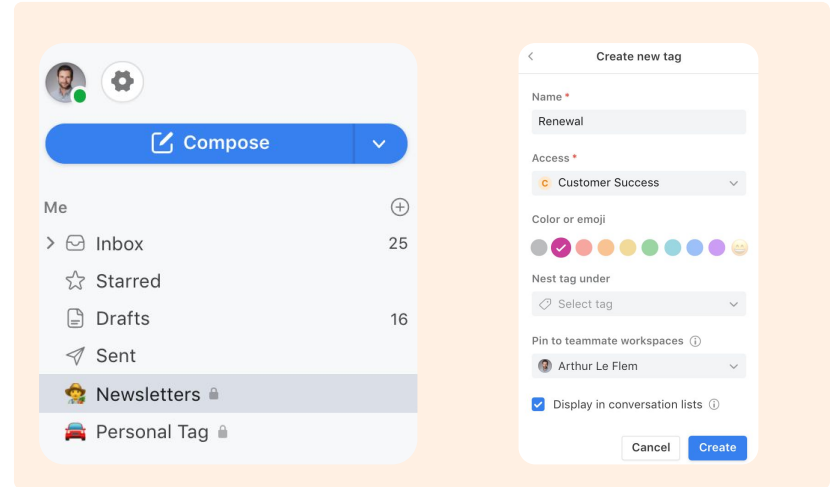 Compose
Me
Inbox 25
Starred
Drafts 16
Sent
Newsletters
Personal Tag
Create new tag
Name *
Renewal
Access *
C Customer Success
Color or emoji
Nest tag under
Select tag
Pin to teammate workspaces
Arthur Le Flem
Display in conversation lists
Cancel Create